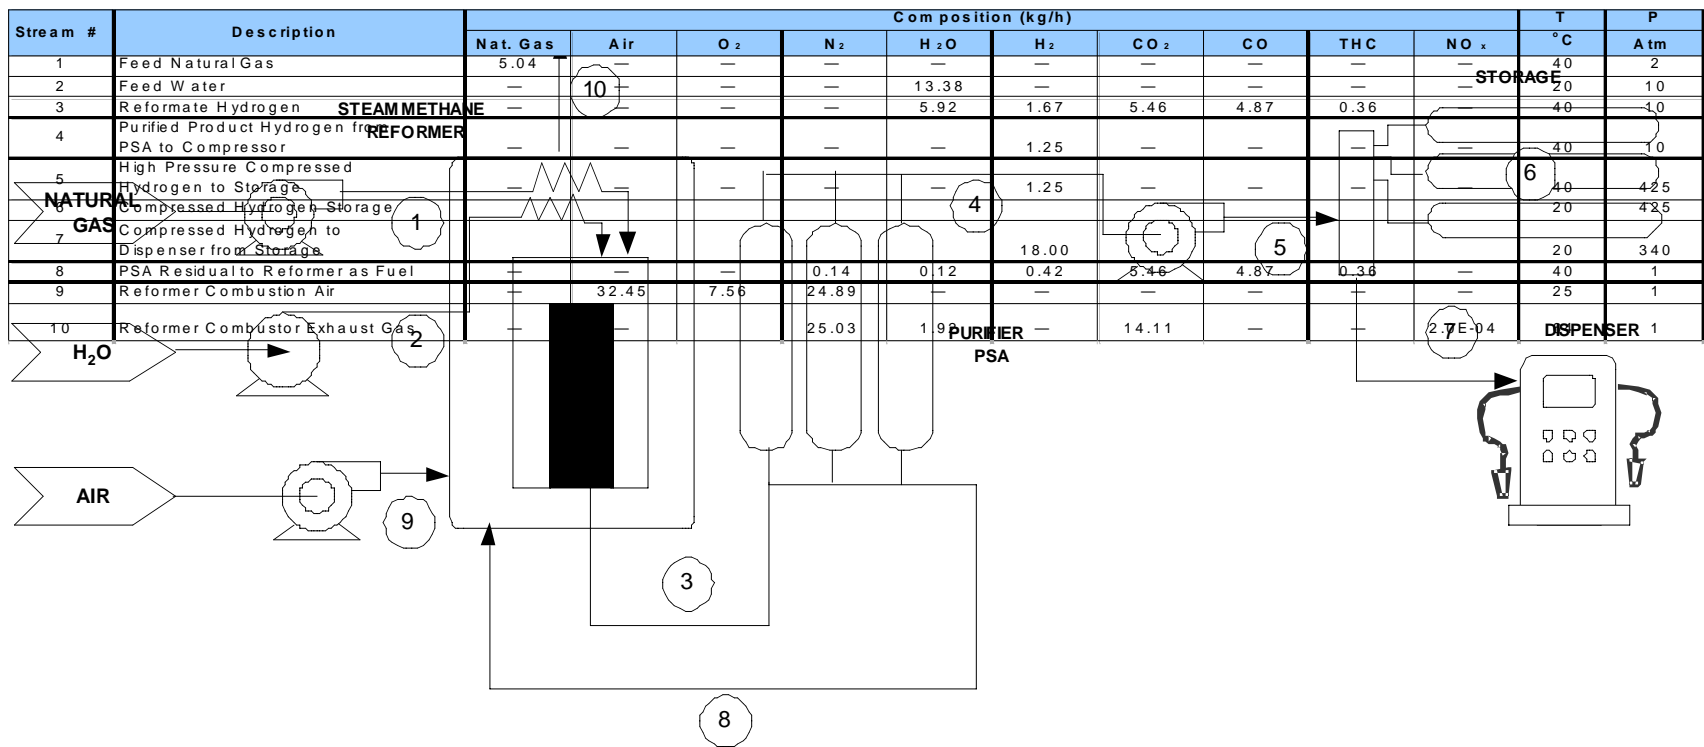 Stream # Description Composition (kg/h) T P
Nat. Gas Air O₂ N₂ H₂O H₂ CO₂ CO THC NOₓ °C Atm
1 Feed Natural Gas 5.04 — — — — — — — — — 40 2
2 Feed Water — — — — 13.38 — — — — — 20 10
3 Reformate Hydrogen — — — — 5.92 1.67 5.46 4.87 0.36 — 40 10
4 Purified Product Hydrogen from
PSA to Compressor — — — — — 1.25 — — — — 40 10
5 High Pressure Compressed
Hydrogen to Storage — — — — — 1.25 — — — — 40 425
6 Compressed Hydrogen Storage 20 425
7 Compressed Hydrogen to
Dispenser from Storage 18.00 20 340
8 PSA Residual to Reformer as Fuel — — — 0.14 0.12 0.42 5.46 4.87 0.36 — 40 1
9 Reformer Combustion Air — 32.45 7.56 24.89 — — — — — — 25 1
10 Reformer Combustor Exhaust Gas — — 25.03 1.92 — 14.11 — — 2.0E-04 1
STORAGE
10
STEAM METHANE
REFORMER
NATURAL
GAS
1
4
5
6
2
H₂O
PURIFIER
PSA
7
DISPENSER
AIR
9
3
8